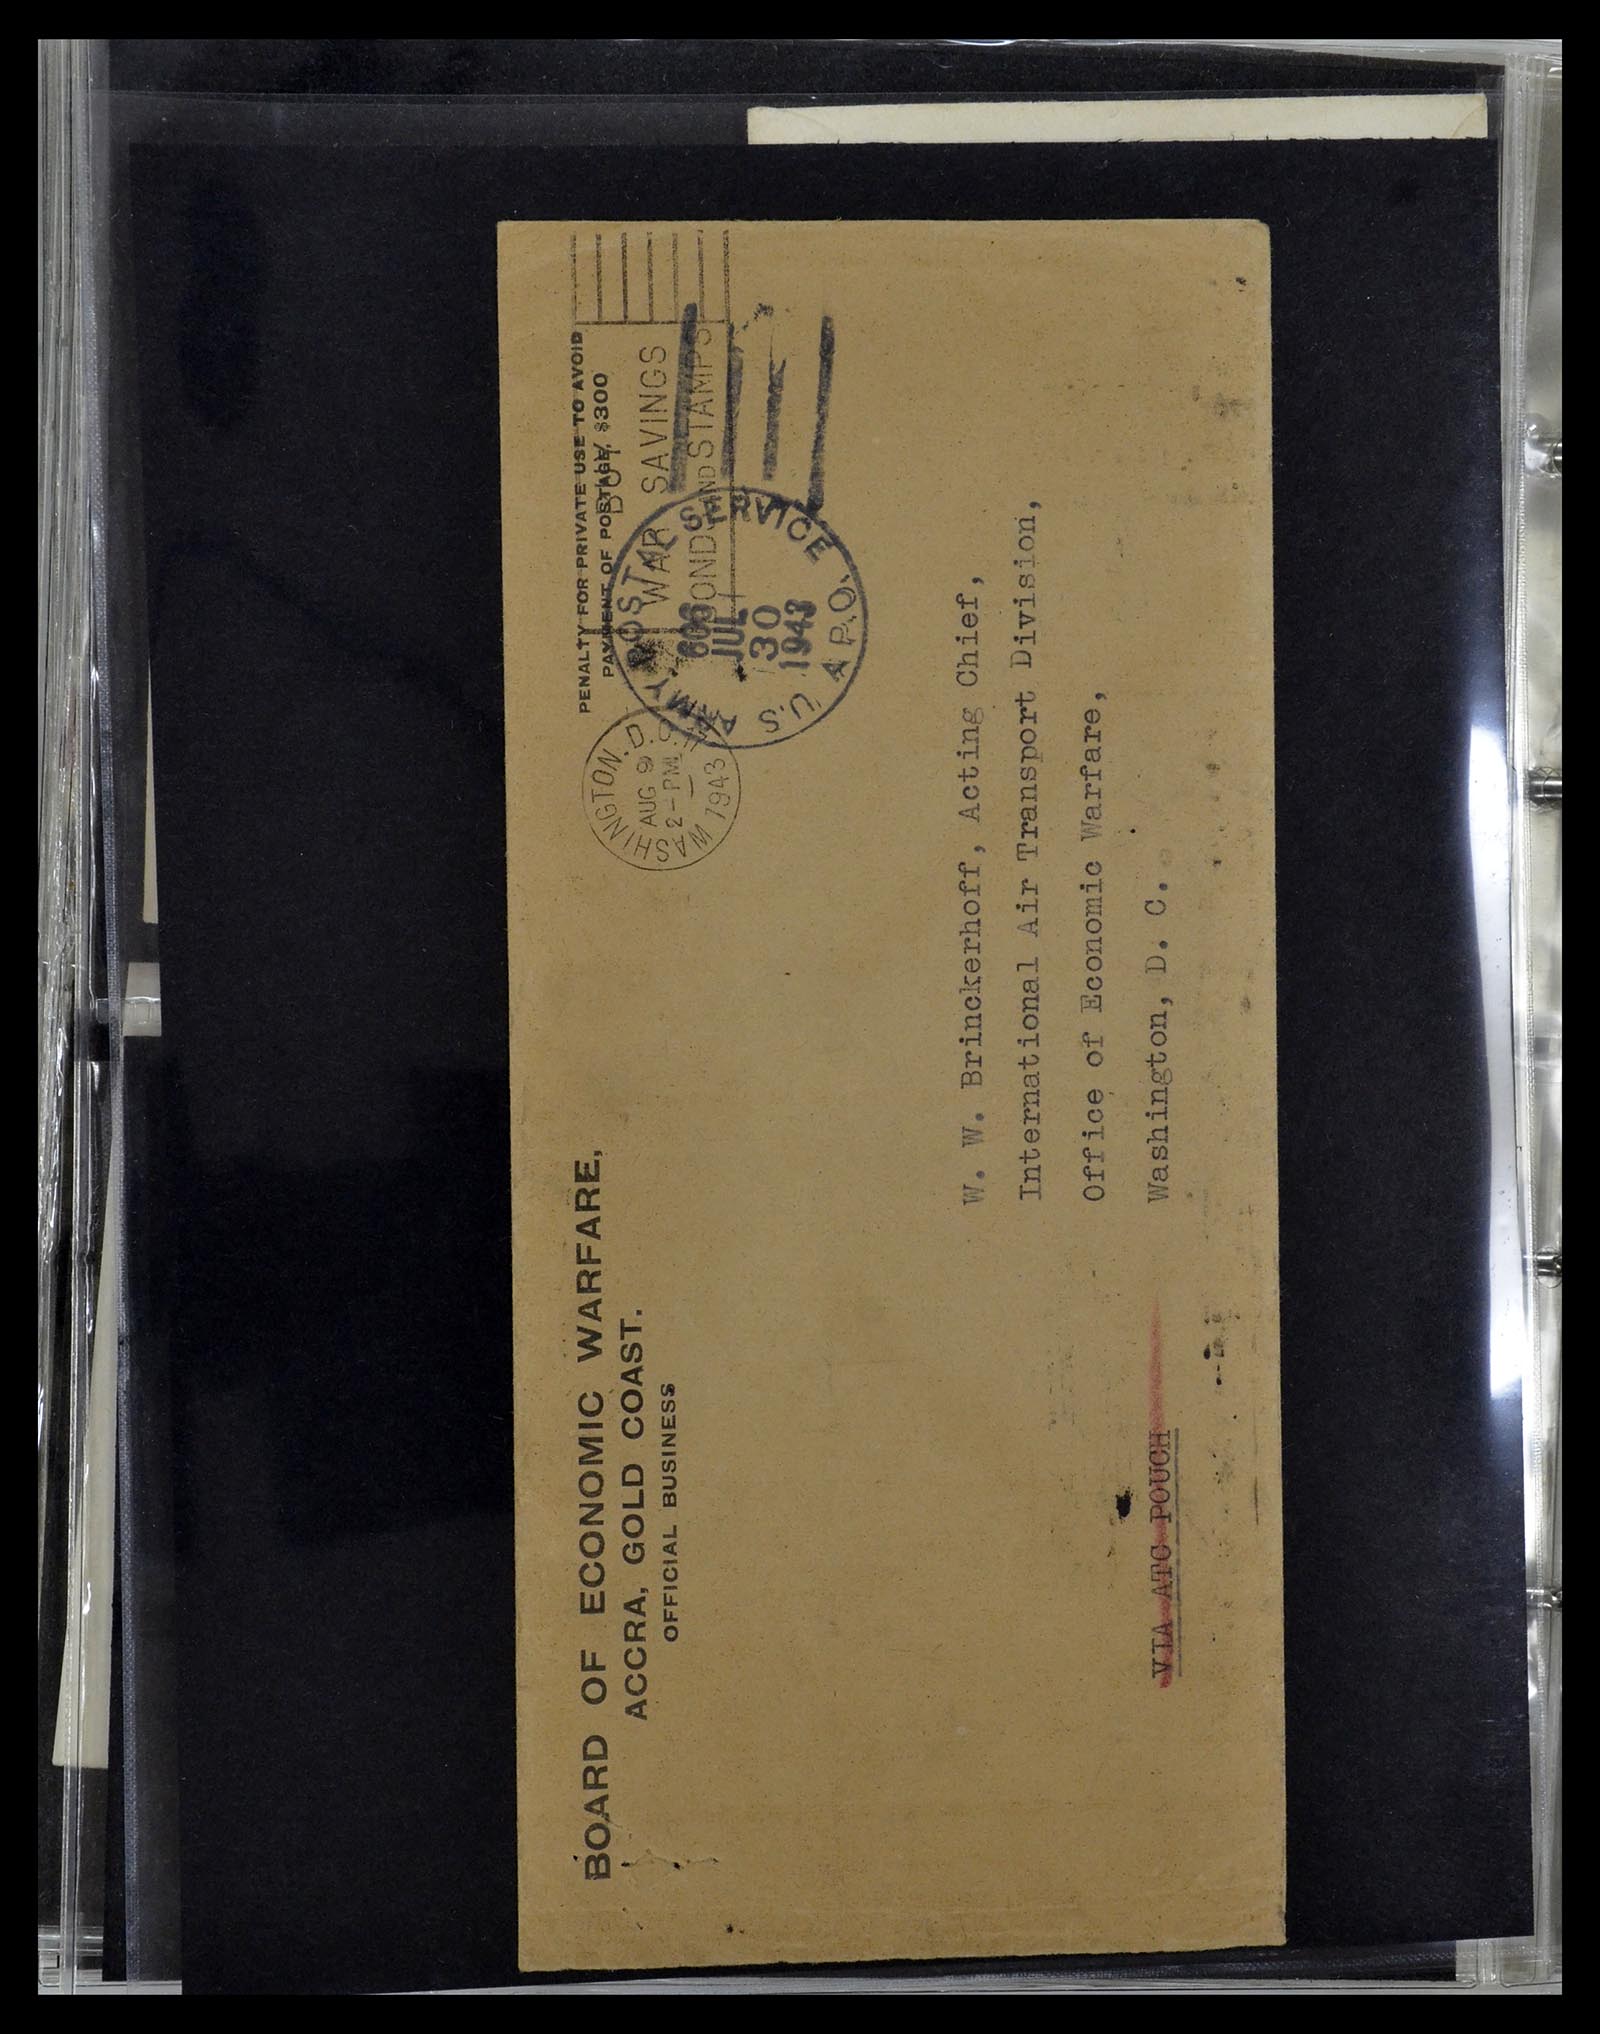 BOARD OF ECONOMIC WARFARE,
ACCRA, GOLD COAST.
OFFICIAL BUSINESS
PENALTY FOR PRIVATE USE TO AVOID
PAYMENT OF POSTAGE, $300
WASHINGTON, D.C.
AUG 9
2-PM
1943
BUY
WAR SAVINGS
BONDS AND STAMPS
ARMY POSTAL SERVICE
JUL
30
1943
U.S. A.P.O.
W. W. Brinckerhoff, Acting Chief,
International Air Transport Division,
Office of Economic Warfare,
Washington, D. C.
VIA ATC POUCH